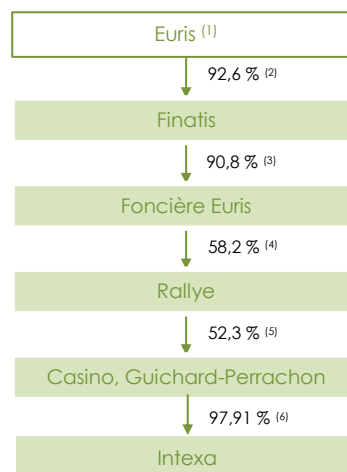 Euris (1)
92,6 % (2)
Finatis
90,8 % (3)
Foncière Euris
58,2 % (4)
Rallye
52,3 % (5)
Casino, Guichard-Perrachon
97,91 % (6)
Intexa